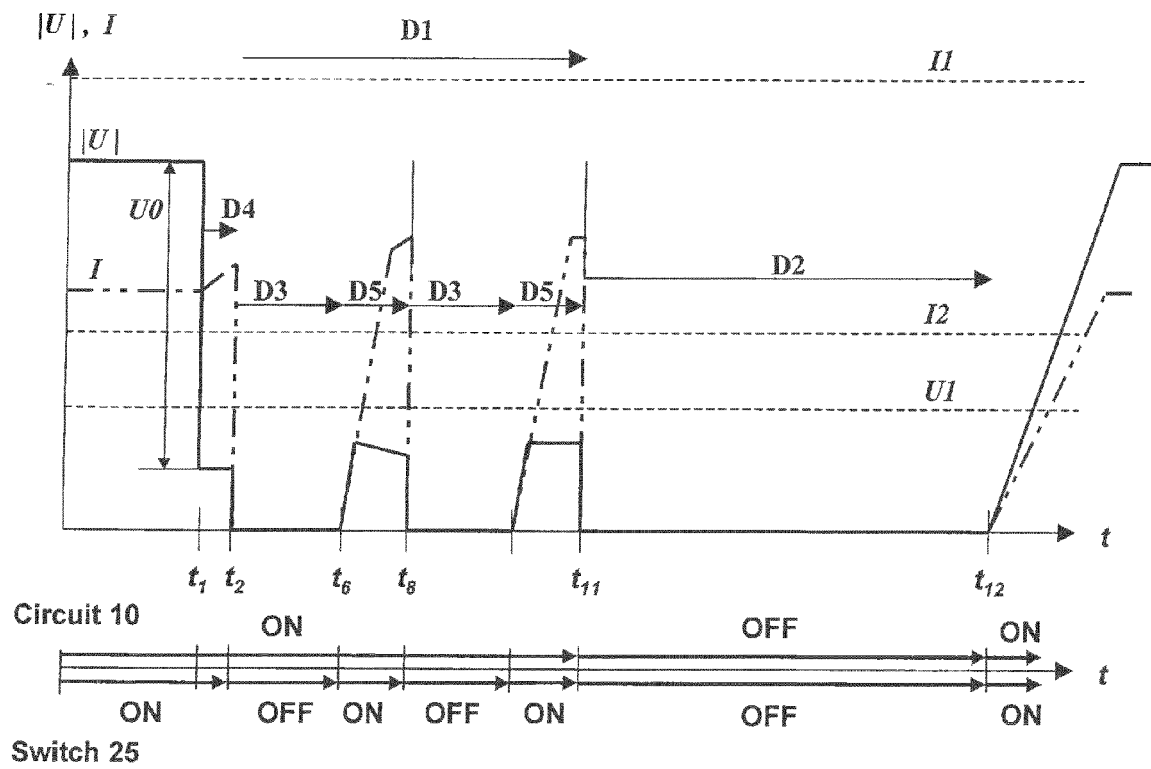 |U|, I
D1
I1
|U|
U0
D4
I
D3 D5 D3 D5
D2
I2
U1
t
t1 t2 t6 t8 t11 t12
Circuit 10
ON OFF ON
t
ON OFF ON OFF ON OFF ON
Switch 25